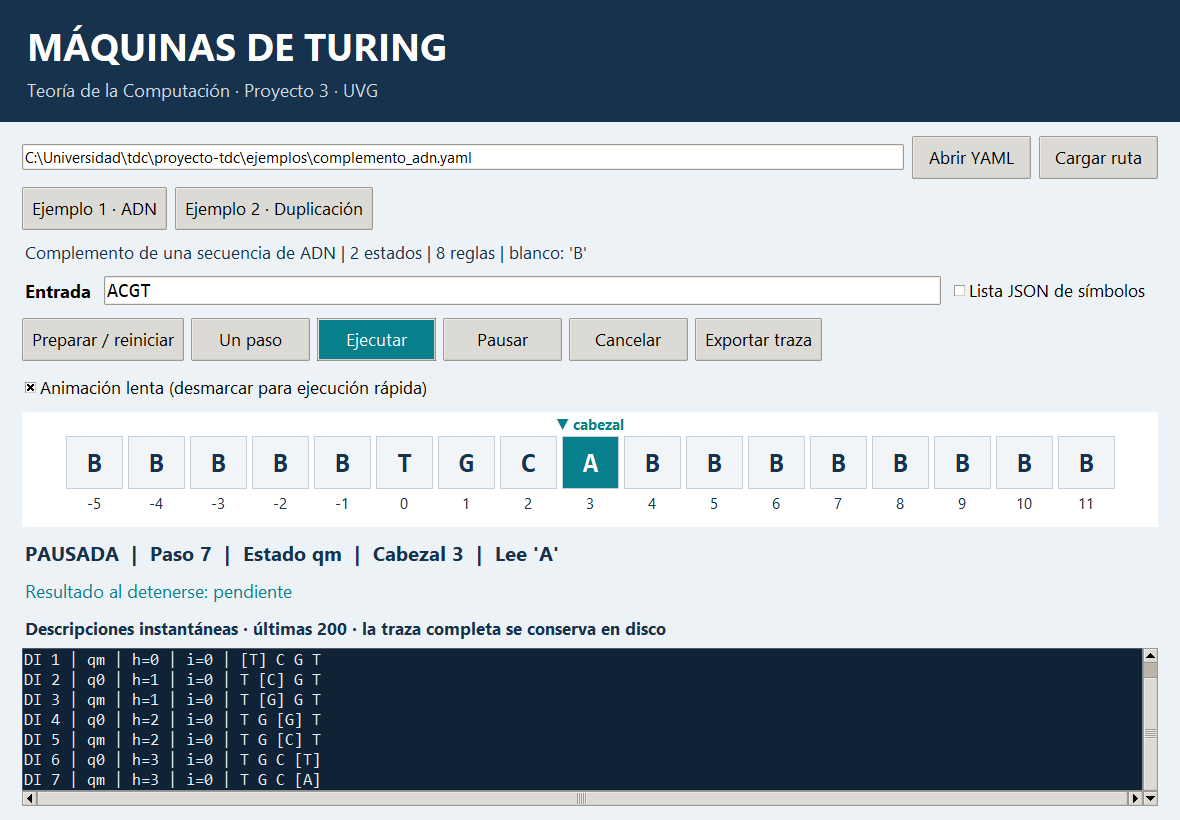 MÁQUINAS DE TURING
Teoría de la Computación · Proyecto 3 · UVG
C:\Universidad\tdc\proyecto-tdc\ejemplos\complemento_adn.yaml Abrir YAML Cargar ruta
Ejemplo 1 · ADN Ejemplo 2 · Duplicación
Complemento de una secuencia de ADN | 2 estados | 8 reglas | blanco: 'B'
Entrada ACGT Lista JSON de símbolos
Preparar / reiniciar Un paso Ejecutar Pausar Cancelar Exportar traza
Animación lenta (desmarcar para ejecución rápida)
▼ cabezal
B B B B B T G C A B B B B B B B B
-5 -4 -3 -2 -1 0 1 2 3 4 5 6 7 8 9 10 11
PAUSADA | Paso 7 | Estado qm | Cabezal 3 | Lee 'A'
Resultado al detenerse: pendiente
Descripciones instantáneas · últimas 200 · la traza completa se conserva en disco
DI 1 | qm | h=0 | i=0 | [T] C G T
DI 2 | q0 | h=1 | i=0 | T [C] G T
DI 3 | qm | h=1 | i=0 | T [G] G T
DI 4 | q0 | h=2 | i=0 | T G [G] T
DI 5 | qm | h=2 | i=0 | T G [C] T
DI 6 | q0 | h=3 | i=0 | T G C [T]
DI 7 | qm | h=3 | i=0 | T G C [A]